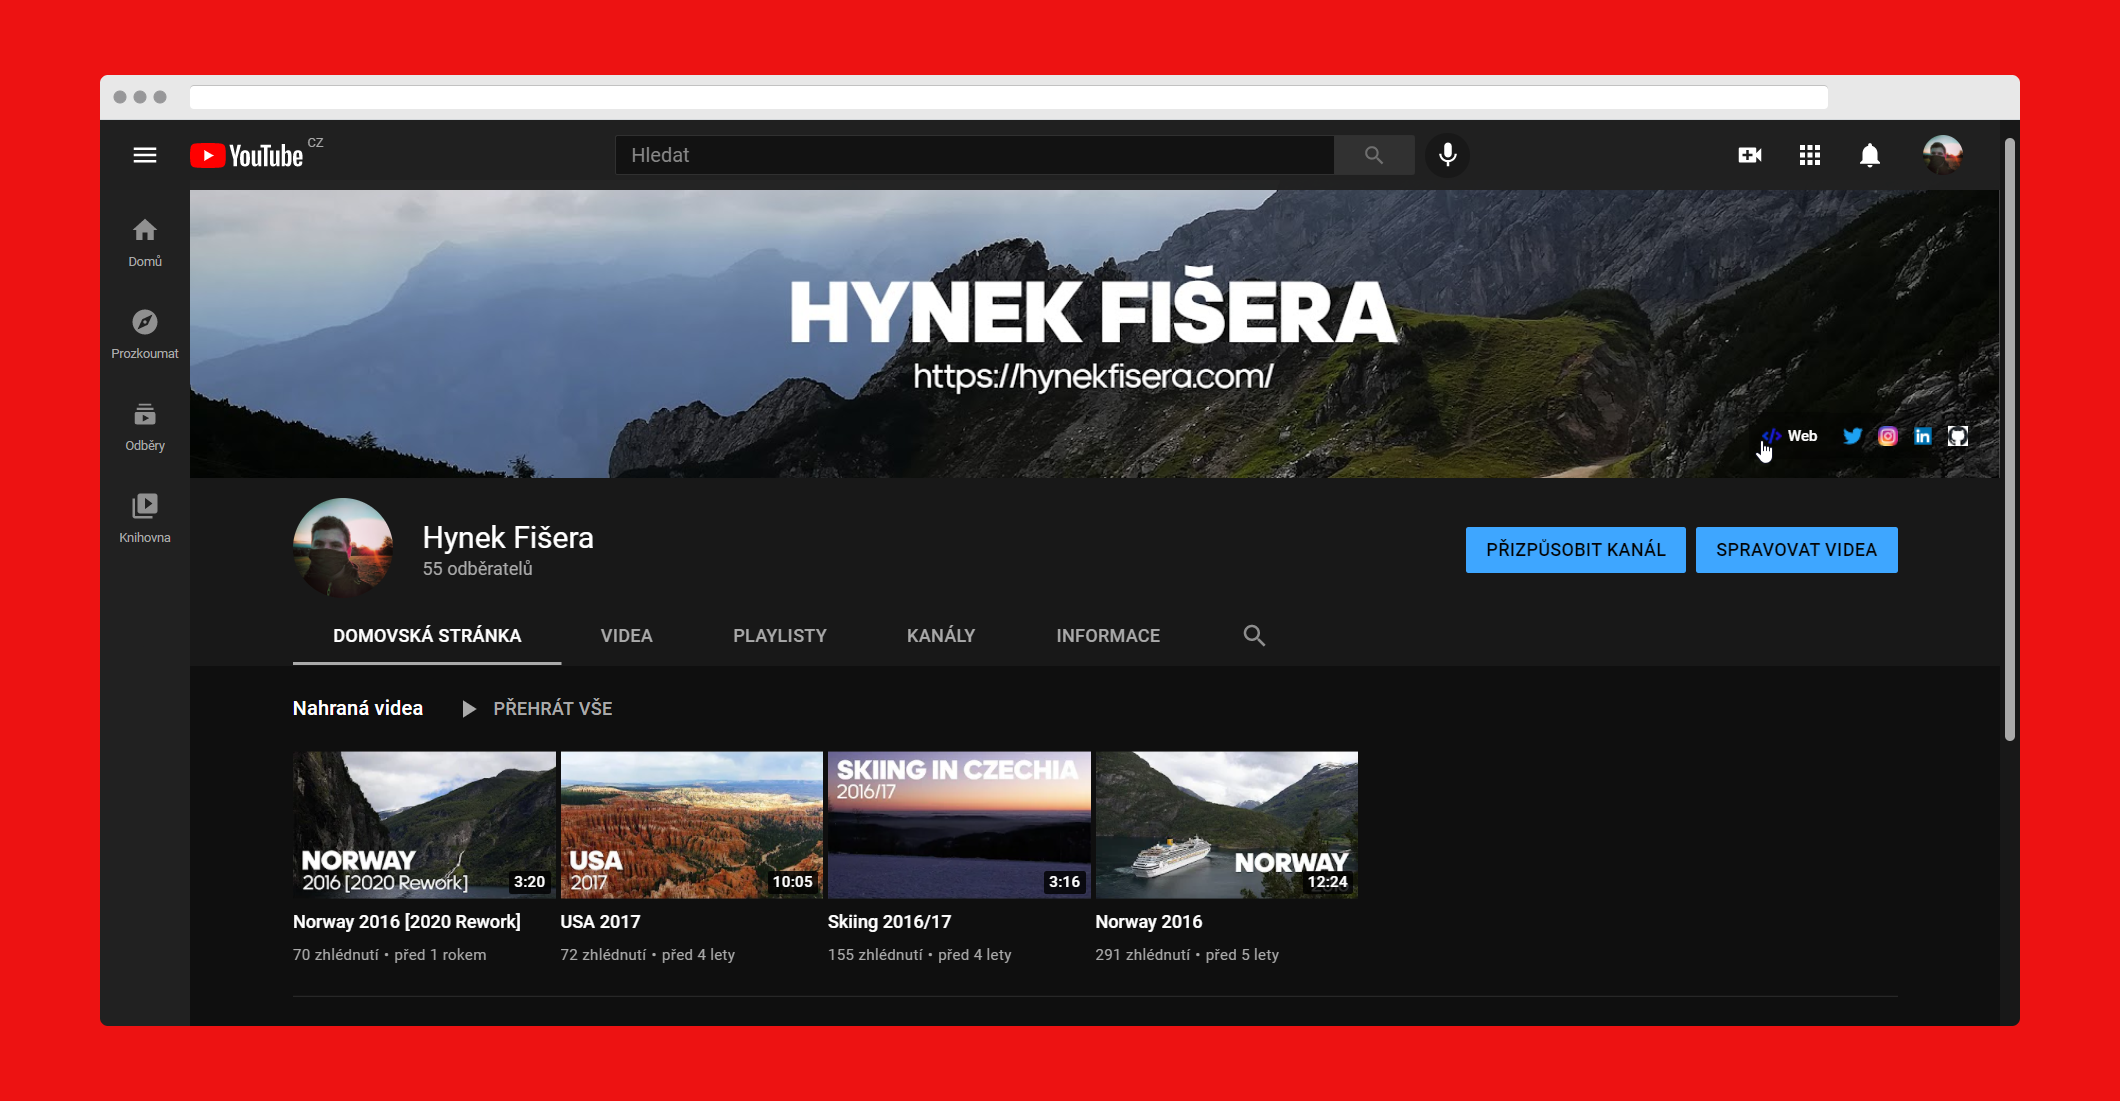 YouTube CZ
Hledat
Domů
Prozkoumat
Odběry
Knihovna
HYNEK FIŠERA
https://hynekfisera.com/
</> Web
Hynek Fišera
55 odběratelů
PŘIZPŮSOBIT KANÁL
SPRAVOVAT VIDEA
DOMOVSKÁ STRÁNKA VIDEA PLAYLISTY KANÁLY INFORMACE
Nahraná videa PŘEHRÁT VŠE
NORWAY
2016 [2020 Rework]
3:20
Norway 2016 [2020 Rework]
70 zhlédnutí • před 1 rokem
USA
2017
10:05
USA 2017
72 zhlédnutí • před 4 lety
SKIING IN CZECHIA
2016/17
3:16
Skiing 2016/17
155 zhlédnutí • před 4 lety
NORWAY
12:24
Norway 2016
291 zhlédnutí • před 5 lety